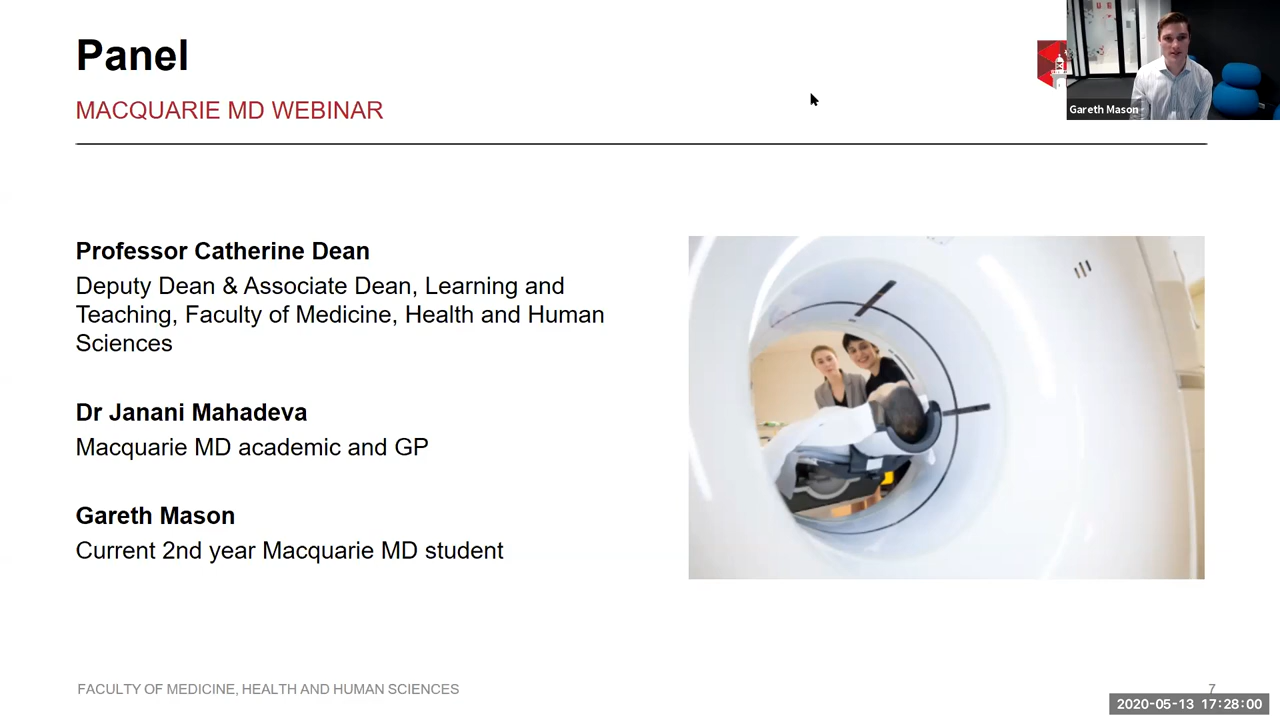 Panel
MACQUARIE MD WEBINAR
Gareth Mason
Professor Catherine Dean
Deputy Dean & Associate Dean, Learning and
Teaching, Faculty of Medicine, Health and Human
Sciences
Dr Janani Mahadeva
Macquarie MD academic and GP
Gareth Mason
Current 2nd year Macquarie MD student
FACULTY OF MEDICINE, HEALTH AND HUMAN SCIENCES
7
2020-05-13 17:28:00